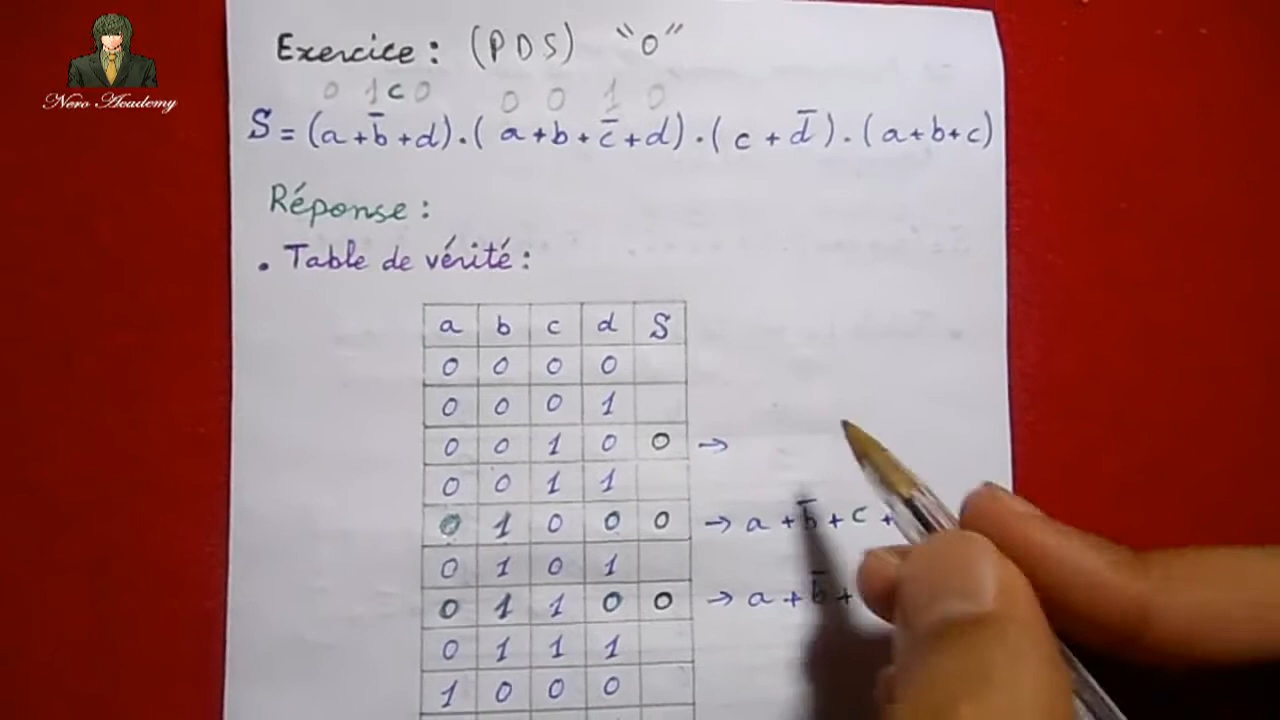 Nero Academy
Exercice : (PDS) "0"
0 1 c 0 0 0 1 0
S = (a + b̅ + d) . ( a + b + c̅ + d) . ( c + d̅ ) . ( a + b + c)
Réponse :
. Table de vérité :
a b c d S
0 0 0 0
0 0 0 1
0 0 1 0 0 →
0 0 1 1
0 1 0 0 0 → a + b̅ + c +
0 1 0 1
0 1 1 0 0 → a + b̅ +
0 1 1 1
1 0 0 0